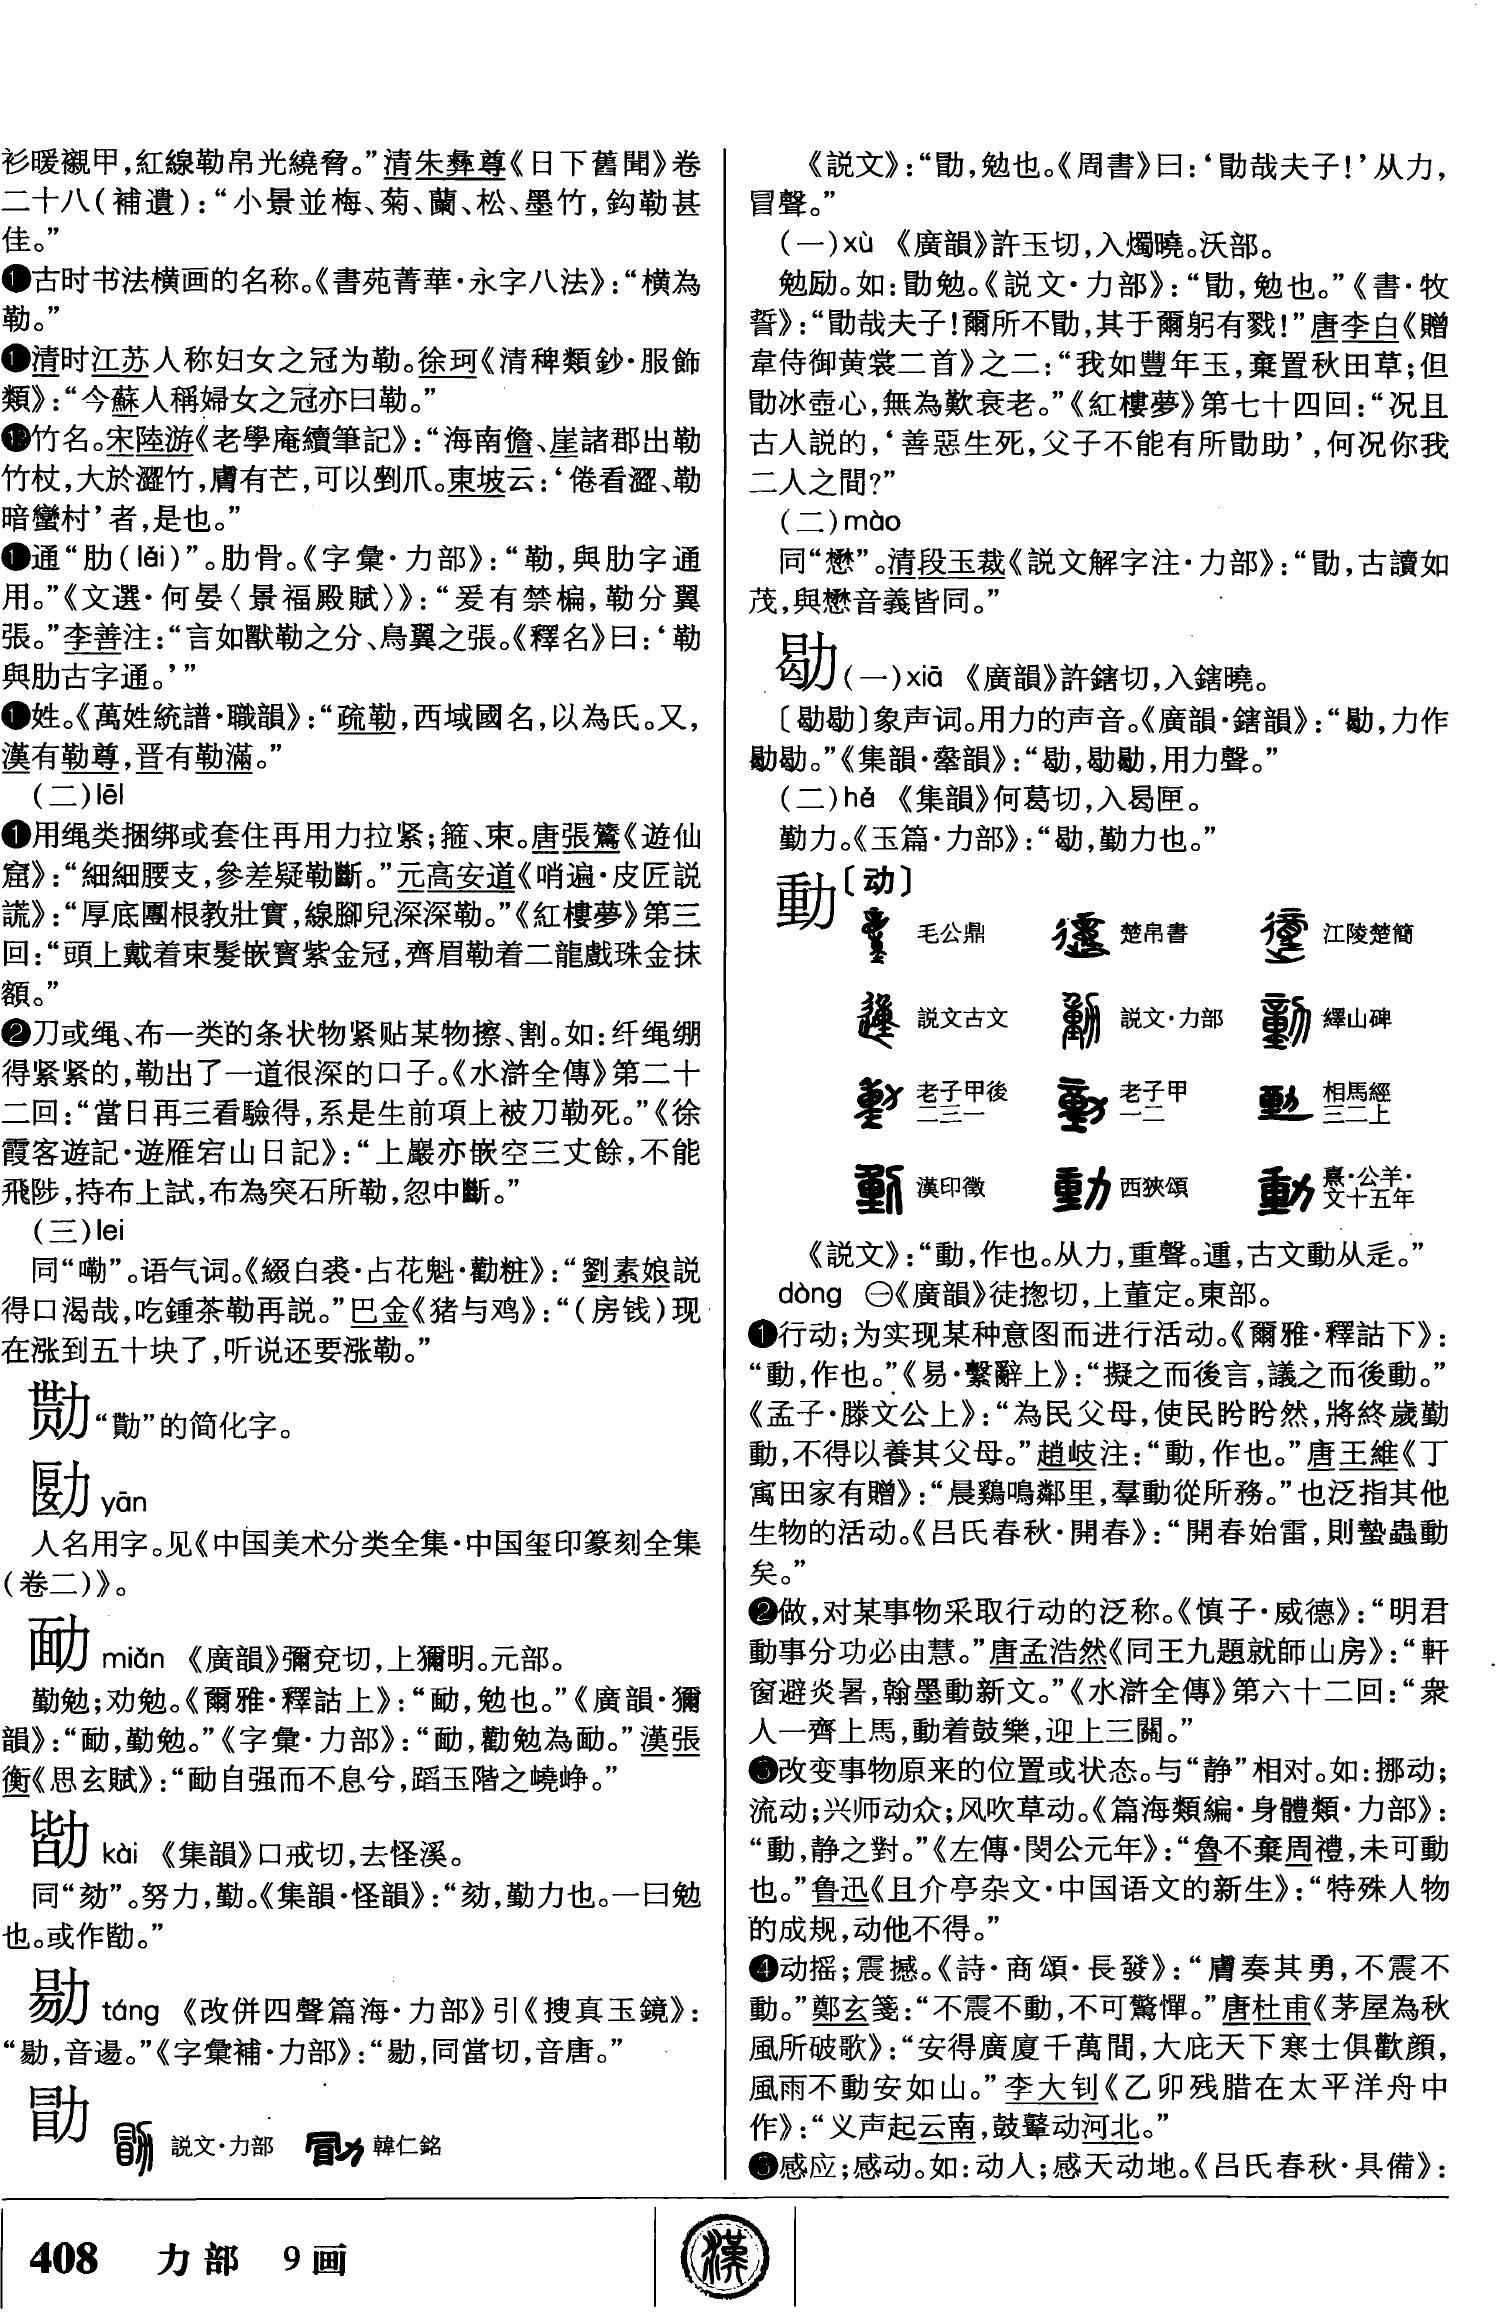 衫暖襯甲，紅線勒帛光繞脅。”清朱彝尊《日下舊聞》卷
二十八（補遺）：“小景並梅、菊、蘭、松、墨竹，鈎勒甚
佳。”
古时书法横画的名称。《書苑菁華·永字八法》：“横為
勒。”
清时江苏人称妇女之冠为勒。徐珂《清稗類鈔·服飾
類》：“今蘇人稱婦女之冠亦曰勒。”
竹名。宋陸游《老學庵續筆記》：“海南儋、崖諸郡出勒
竹杖，大於澀竹，膚有芒，可以剉爪。東坡云：‘倦看澀、勒
暗蠻村’者，是也。”
通“肋（lèi）”。肋骨。《字彙·力部》：“勒，與肋字通
用。”《文選·何晏〈景福殿賦〉》：“爰有禁楄，勒分翼
張。”李善注：“言如獸勒之分、鳥翼之張。《釋名》曰：‘勒
與肋古字通。’”
姓。《萬姓統譜·職韻》：“疏勒，西域國名，以為氏。又，
漢有勒尊，晋有勒滿。”
（二）lēi
❶用绳类捆绑或套住再用力拉紧；箍、束。唐張鷟《遊仙
窟》：“細細腰支，參差疑勒斷。”元高安道《哨遍·皮匠説
謊》：“厚底團根教壯實，線脚兒深深勒。”《紅樓夢》第三
回：“頭上戴着束髮嵌寳紫金冠，齊眉勒着二龍戲珠金抹
額。”
❷刀或绳、布一类的条状物紧贴某物擦、割。如：纤绳绷
得紧紧的，勒出了一道很深的口子。《水滸全傳》第二十
二回：“當日再三看驗得，系是生前項上被刀勒死。”《徐
霞客遊記·遊雁宕山日記》：“上巖亦嵌空三丈餘，不能
飛陟，持布上試，布為突石所勒，忽中斷。”
（三）lei
同“嘞”。语气词。《綴白裘·占花魁·勸粧》：“劉素娘説
得口渴哉，吃鍾茶勒再説。”巴金《猪与鸡》：“（房钱）现
在涨到五十块了，听说还要涨勒。”
勚“勩”的简化字。
yān
人名用字。见《中国美术分类全集·中国玺印篆刻全集
（卷二）》。
勔 miǎn 《廣韻》彌兗切，上獮明。元部。
勤勉；劝勉。《爾雅·釋詁上》：“勔，勉也。”《廣韻·獮
韻》：“勔，勤勉。”《字彙·力部》：“勔，勸勉為勔。”漢張
衡《思玄賦》：“勔自强而不息兮，蹈玉階之嶢崢。”
勓 kài 《集韻》口戒切，去怪溪。
同“劾”。努力，勤。《集韻·怪韻》：“劾，勤力也。一曰勉
也。或作勓。”
táng 《改併四聲篇海·力部》引《搜真玉鏡》：
“，音逿。”《字彙補·力部》：“，同當切，音唐。”
勖
説文·力部 韓仁銘
《説文》：“勖，勉也。《周書》曰：‘勖哉夫子！’从力，
冒聲。”
（一）xù 《廣韻》許玉切，入燭曉。沃部。
勉励。如：勖勉。《説文·力部》：“勖，勉也。”《書·牧
誓》：“勖哉夫子！爾所不勖，其于爾躬有戮！”唐李白《贈
韋侍御黄裳二首》之二：“我如豐年玉，棄置秋田草；但
勖冰壺心，無為歎衰老。”《紅樓夢》第七十四回：“况且
古人説的，‘善惡生死，父子不能有所勖助’，何况你我
二人之間?”
（二）mào
同“懋”。清段玉裁《説文解字注·力部》：“勖，古讀如
茂，與懋音義皆同。”
勂（一）xiā 《廣韻》許鎋切，入鎋曉。
〔勂勂〕象声词。用力的声音。《廣韻·鎋韻》：“勂，力作
勂勂。”《集韻·舝韻》：“勂，勂勂，用力聲。”
（二）hé 《集韻》何葛切，入曷匣。
勤力。《玉篇·力部》：“勂，勤力也。”
動〔动〕
毛公鼎 楚帛書 江陵楚簡
説文古文 説文·力部 繹山碑
老子甲後二三一 老子甲一二 相馬經三二上
漢印徵 西狹頌 熹·公羊·文十五年
《説文》：“動，作也。从力，重聲。㣫，古文動从辵。”
dòng ㊀《廣韻》徒揔切，上董定。東部。
❶行动；为实现某种意图而进行活动。《爾雅·釋詁下》：
“動，作也。”《易·繫辭上》：“擬之而後言，議之而後動。”
《孟子·滕文公上》：“為民父母，使民盻盻然，將終歲勤
動，不得以養其父母。”趙岐注：“動，作也。”唐王維《丁
寓田家有贈》：“晨鷄鳴鄰里，羣動從所務。”也泛指其他
生物的活动。《吕氏春秋·開春》：“開春始雷，則蟄蟲動
矣。”
❷做，对某事物采取行动的泛称。《慎子·威德》：“明君
動事分功必由慧。”唐孟浩然《同王九題就師山房》：“軒
窗避炎暑，翰墨動新文。”《水滸全傳》第六十二回：“衆
人一齊上馬，動着鼓樂，迎上三關。”
❸改变事物原来的位置或状态。与“静”相对。如：挪动；
流动；兴师动众；风吹草动。《篇海類編·身體類·力部》：
“動，静之對。”《左傳·閔公元年》：“魯不棄周禮，未可動
也。”鲁迅《且介亭杂文·中国语文的新生》：“特殊人物
的成规，动他不得。”
❹动摇；震撼。《詩·商頌·長發》：“膚奏其勇，不震不
動。”鄭玄箋：“不震不動，不可驚憚。”唐杜甫《茅屋為秋
風所破歌》：“安得廣廈千萬間，大庇天下寒士俱歡顔，
風雨不動安如山。”李大钊《乙卯残腊在太平洋舟中
作》：“义声起云南，鼓鼙动河北。”
❺感应；感动。如：动人；感天动地。《吕氏春秋·具備》：
408 力部 9画
漢